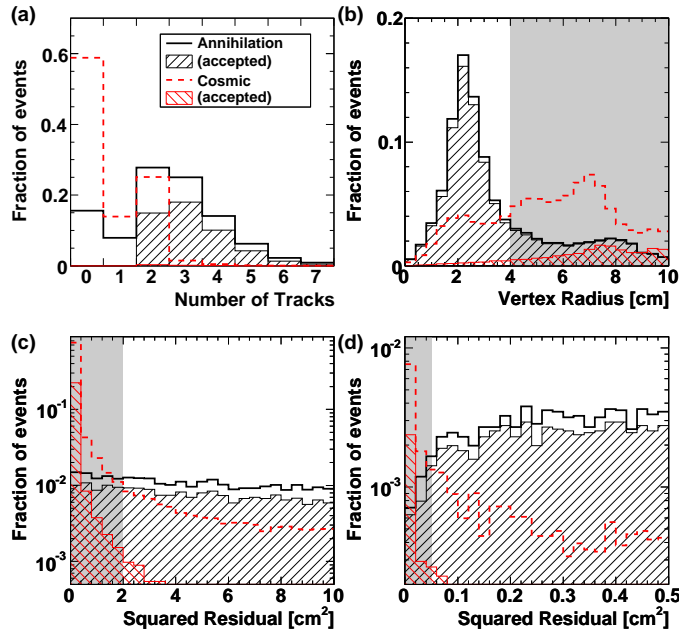 (a)
Fraction of events
0.6
0.4
0.2
0
Annihilation
(accepted)
Cosmic
(accepted)
0 1 2 3 4 5 6 7
Number of Tracks
(b)
Fraction of events
0.2
0.1
0
0 2 4 6 8 10
Vertex Radius [cm]
(c)
Fraction of events
10-1
10-2
10-3
0 2 4 6 8 10
Squared Residual [cm2]
(d)
Fraction of events
10-2
10-3
0 0.1 0.2 0.3 0.4 0.5
Squared Residual [cm2]